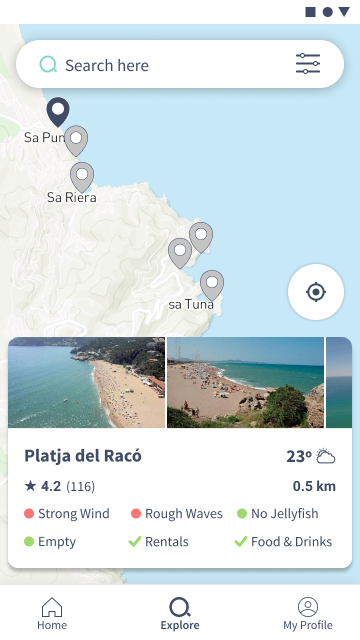 Search here
Sa Pun
Sa Riera
sa Tuna
Platja del Racó
23º
★ 4.2 (116)
0.5 km
Strong Wind
Rough Waves
No Jellyfish
Empty
Rentals
Food & Drinks
Home
Explore
My Profile